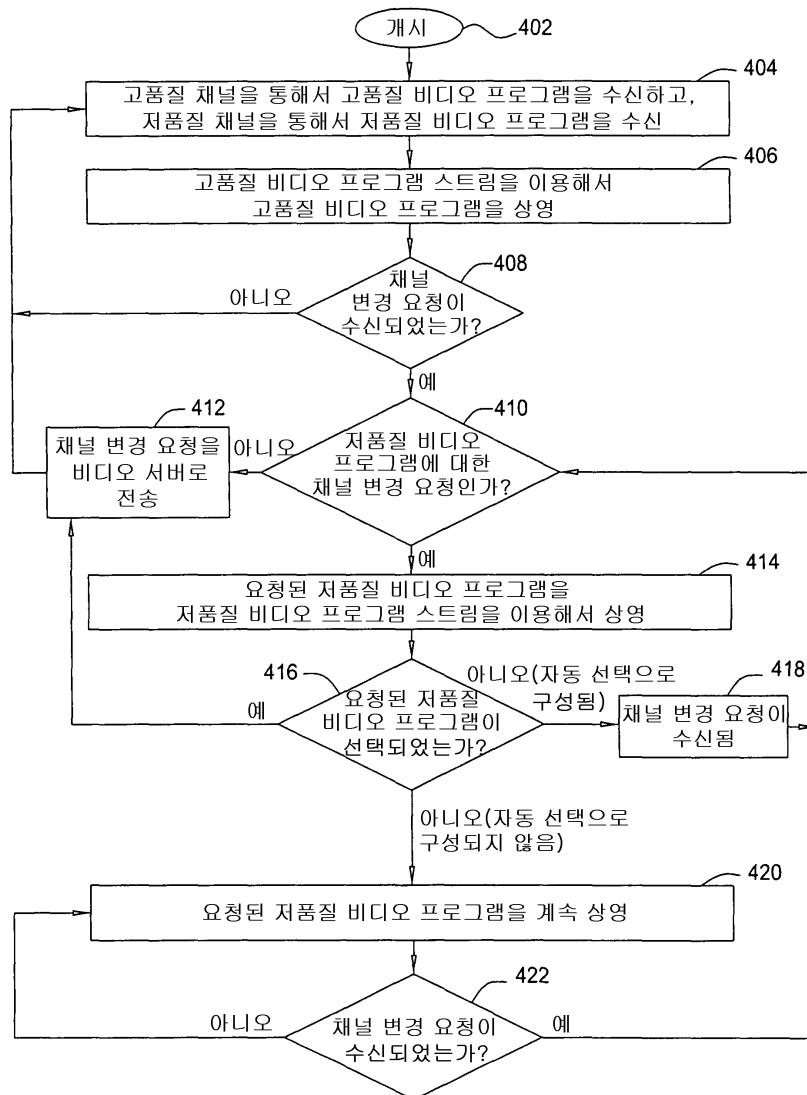 개시
402
404
고품질 채널을 통해서 고품질 비디오 프로그램을 수신하고,
저품질 채널을 통해서 저품질 비디오 프로그램을 수신
406
고품질 비디오 프로그램 스트림을 이용해서
고품질 비디오 프로그램을 상영
408
채널
변경 요청이
수신되었는가?
아니오
예
410
저품질 비디오
프로그램에 대한
채널 변경 요청인가?
아니오
412
채널 변경 요청을
비디오 서버로
전송
예
414
요청된 저품질 비디오 프로그램을
저품질 비디오 프로그램 스트림을 이용해서 상영
416
요청된 저품질
비디오 프로그램이
선택되었는가?
예
아니오(자동 선택으로
구성됨)
418
채널 변경 요청이
수신됨
아니오(자동 선택으로
구성되지 않음)
420
요청된 저품질 비디오 프로그램을 계속 상영
422
채널 변경 요청이
수신되었는가?
아니오
예